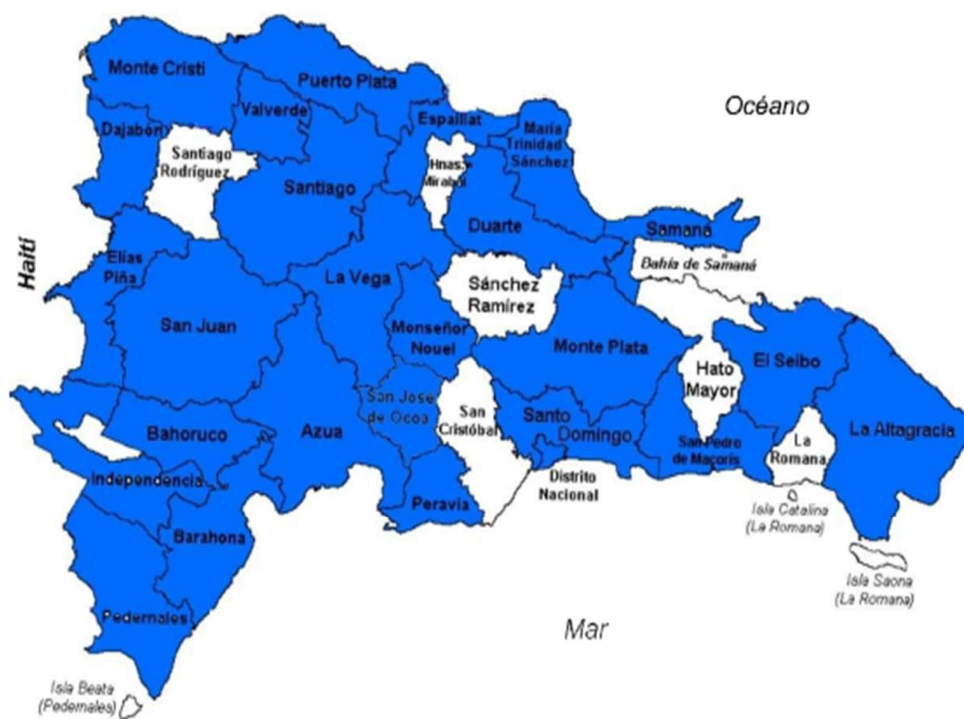 Monte Cristi
Puerto Plata
Océano
Valverde
Espaillat
María
Trinidad
Sánchez
Dajabón
Santiago
Rodríguez
Hnas.
Mirabal
Santiago
Duarte
Samaná
Haití
Elías
Piña
La Vega
Bahía de Samaná
Sánchez
Ramírez
San Juan
Monseñor
Nouel
Monte Plata
El Seibo
Hato
Mayor
San José
de Ocoa
San
Cristóbal
Santo
Domingo
La Altagracia
Bahoruco
Azua
San Pedro
de Macorís
La
Romana
Independencia
Distrito
Nacional
Peravia
Isla Catalina
(La Romana)
Barahona
Isla Saona
(La Romana)
Pedernales
Mar
Isla Beata
(Pedernales)